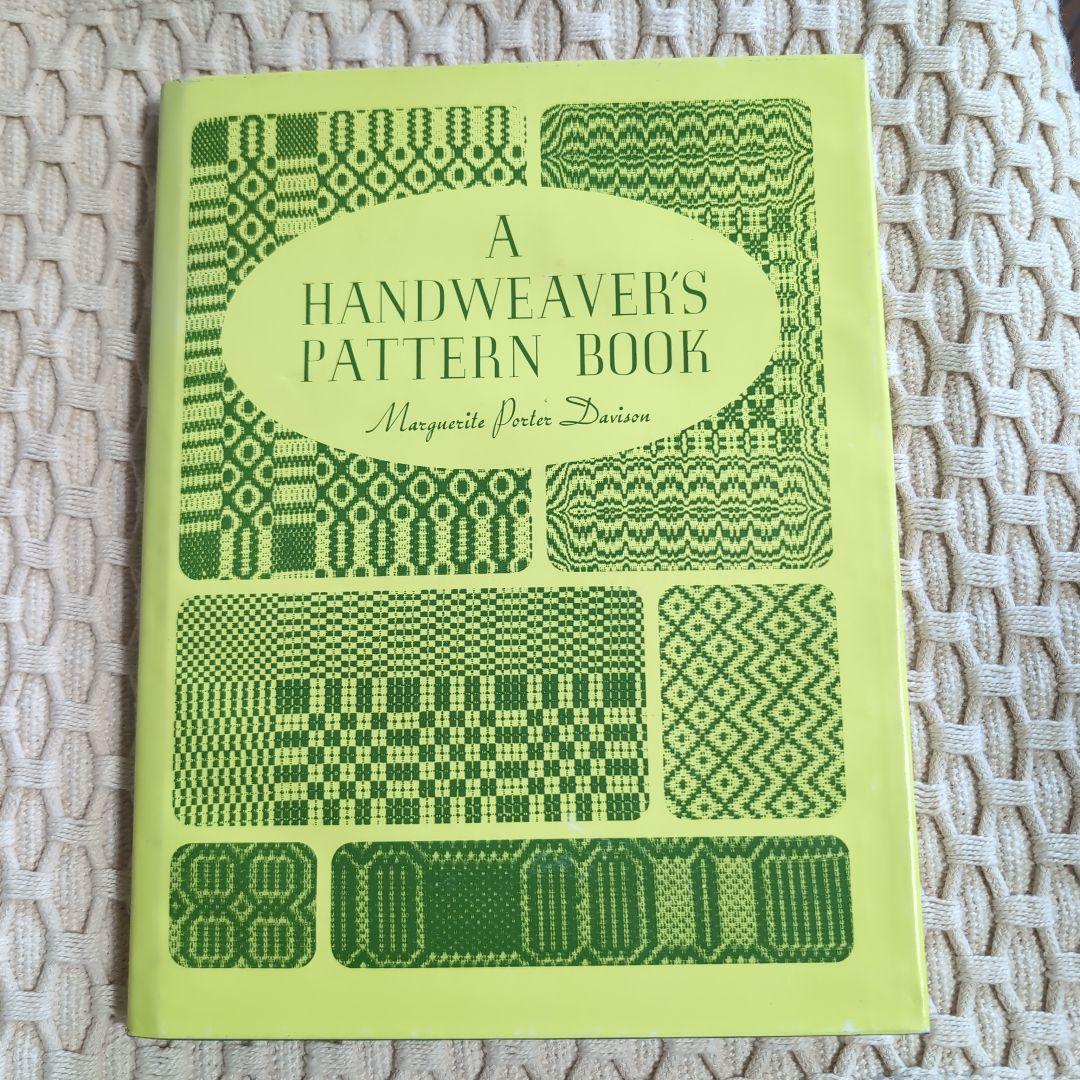 A
HANDWEAVER'S
PATTERN BOOK
Marguerite Porter Davison